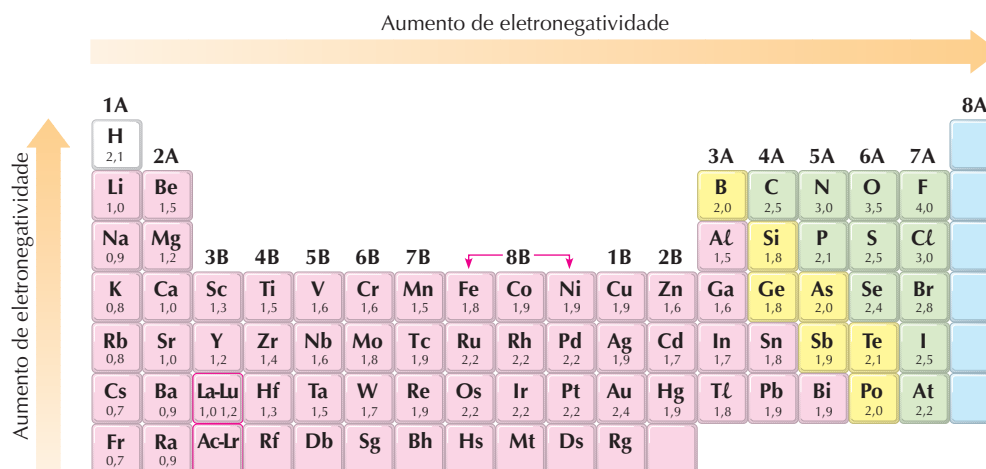 Aumento de eletronegatividade
Aumento de eletronegatividade
1A 8A
H
2,1
2A 3A 4A 5A 6A 7A
Li Be B C N O F
1,0 1,5 2,0 2,5 3,0 3,5 4,0
Na Mg Aℓ Si P S Cℓ
0,9 1,2 1,5 1,8 2,1 2,5 3,0
3B 4B 5B 6B 7B 8B 1B 2B
K Ca Sc Ti V Cr Mn Fe Co Ni Cu Zn Ga Ge As Se Br
0,8 1,0 1,3 1,5 1,6 1,6 1,5 1,8 1,9 1,9 1,9 1,6 1,6 1,8 2,0 2,4 2,8
Rb Sr Y Zr Nb Mo Tc Ru Rh Pd Ag Cd In Sn Sb Te I
0,8 1,0 1,2 1,4 1,6 1,8 1,9 2,2 2,2 2,2 1,9 1,7 1,7 1,8 1,9 2,1 2,5
Cs Ba La-Lu Hf Ta W Re Os Ir Pt Au Hg Tℓ Pb Bi Po At
0,7 0,9 1,0 1,2 1,3 1,5 1,7 1,9 2,2 2,2 2,2 2,4 1,9 1,8 1,9 1,9 2,0 2,2
Fr Ra Ac-Lr Rf Db Sg Bh Hs Mt Ds Rg
0,7 0,9